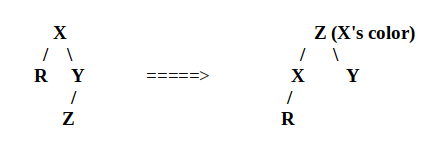 X Z (X's color)
/ \ / \
R Y =====> X Y
/ /
Z R